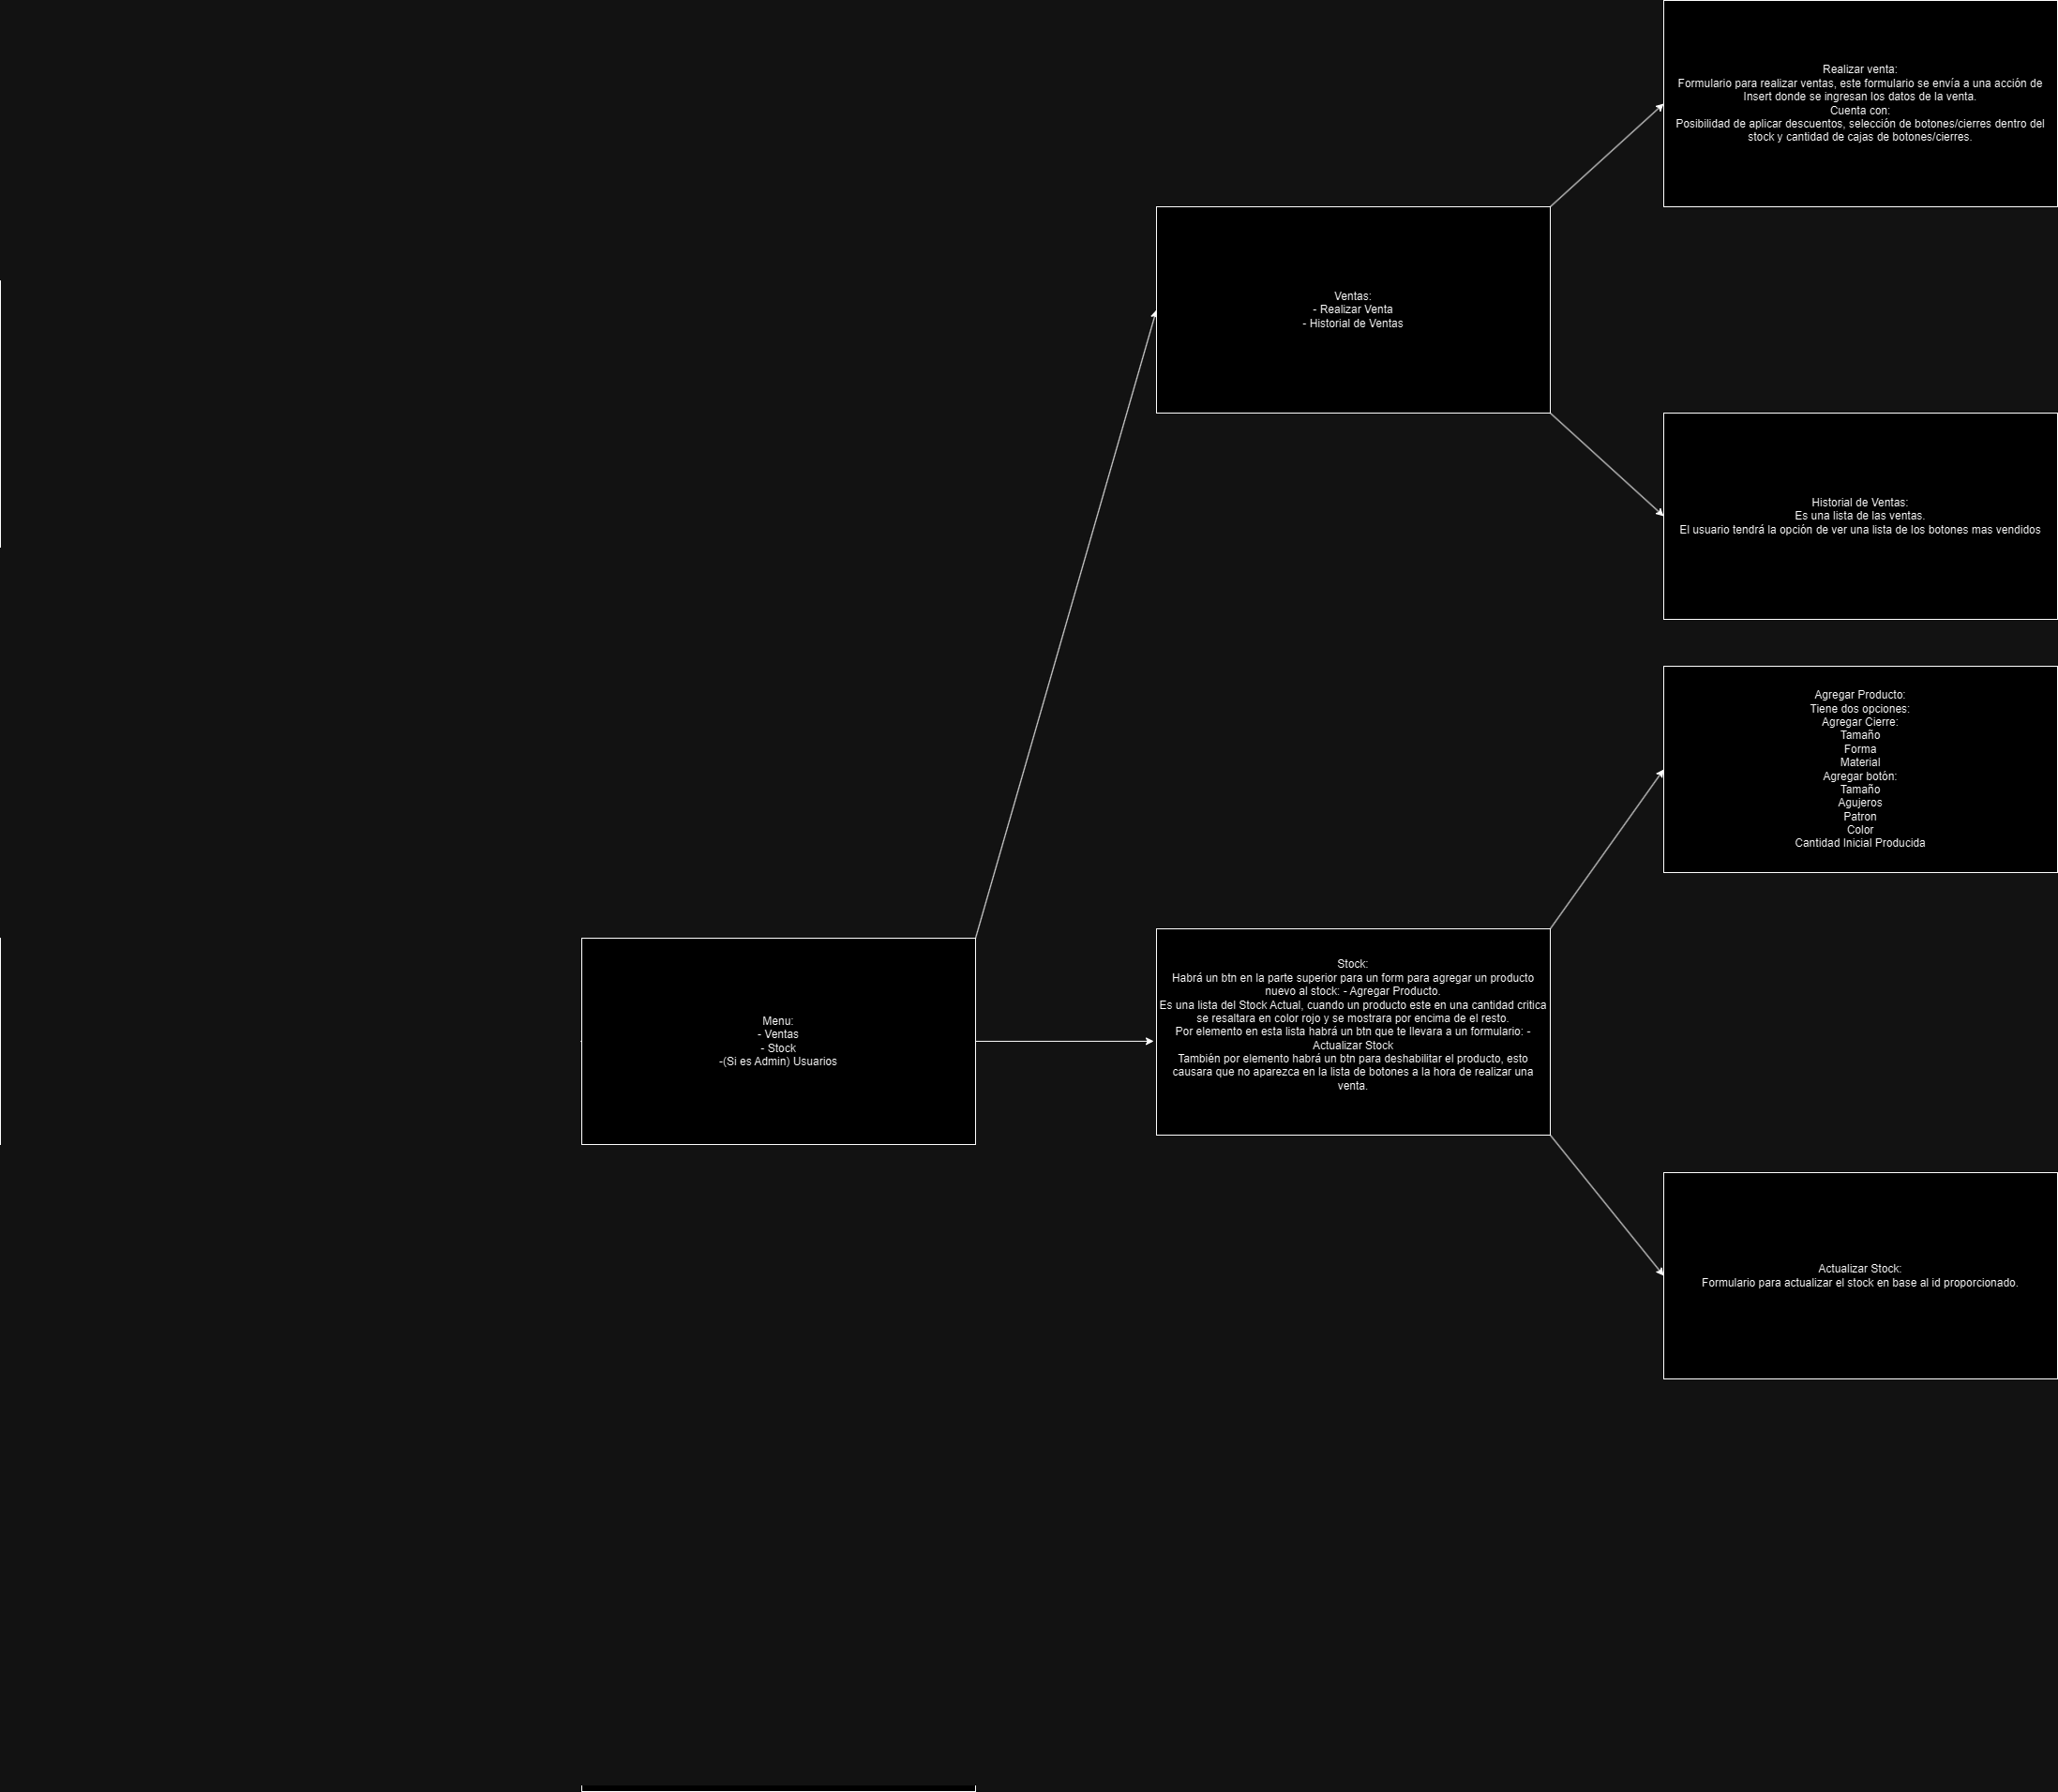 Realizar venta:
Formulario para realizar ventas, este formulario se envía a una acción de
Insert donde se ingresan los datos de la venta.
Cuenta con:
Posibilidad de aplicar descuentos, selección de botones/cierres dentro del
stock y cantidad de cajas de botones/cierres.
Ventas:
- Realizar Venta
- Historial de Ventas
Historial de Ventas:
Es una lista de las ventas.
El usuario tendrá la opción de ver una lista de los botones mas vendidos
Agregar Producto:
Tiene dos opciones:
Agregar Cierre:
Tamaño
Forma
Material
Agregar botón:
Tamaño
Agujeros
Patron
Color
Cantidad Inicial Producida
Menu:
- Ventas
- Stock
-(Si es Admin) Usuarios
Stock:
Habrá un btn en la parte superior para un form para agregar un producto
nuevo al stock: - Agregar Producto.
Es una lista del Stock Actual, cuando un producto este en una cantidad critica
se resaltara en color rojo y se mostrara por encima de el resto.
Por elemento en esta lista habrá un btn que te llevara a un formulario: -
Actualizar Stock
También por elemento habrá un btn para deshabilitar el producto, esto
causara que no aparezca en la lista de botones a la hora de realizar una
venta.
Actualizar Stock:
Formulario para actualizar el stock en base al id proporcionado.